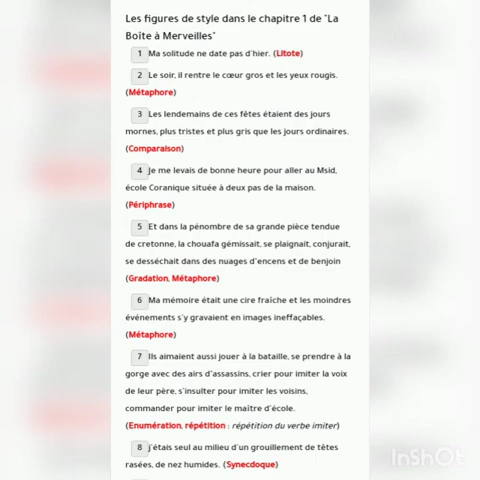 Les figures de style dans le chapitre 1 de "La
Boîte à Merveilles"
1 Ma solitude ne date pas d'hier. (Litote)
2 Le soir, il rentre le cœur gros et les yeux rougis.
(Métaphore)
3 Les lendemains de ces fêtes étaient des jours
mornes, plus tristes et plus gris que les jours ordinaires.
(Comparaison)
4 Je me levais de bonne heure pour aller au Msid,
école Coranique située à deux pas de la maison.
(Périphrase)
5 Et dans la pénombre de sa grande pièce tendue
de cretonne, la chouafa gémissait, se plaignait, conjurait,
se desséchait dans des nuages d'encens et de benjoin
(Gradation, Métaphore)
6 Ma mémoire était une cire fraîche et les moindres
événements s'y gravaient en images ineffaçables.
(Métaphore)
7 Ils aimaient aussi jouer à la bataille, se prendre à la
gorge avec des airs d'assassins, crier pour imiter la voix
de leur père, s'insulter pour imiter les voisins,
commander pour imiter le maître d'école.
(Enumération, répétition : répétition du verbe imiter)
8 j'étais seul au milieu d'un grouillement de têtes
rasées, de nez humides. (Synecdoque)
InShOt